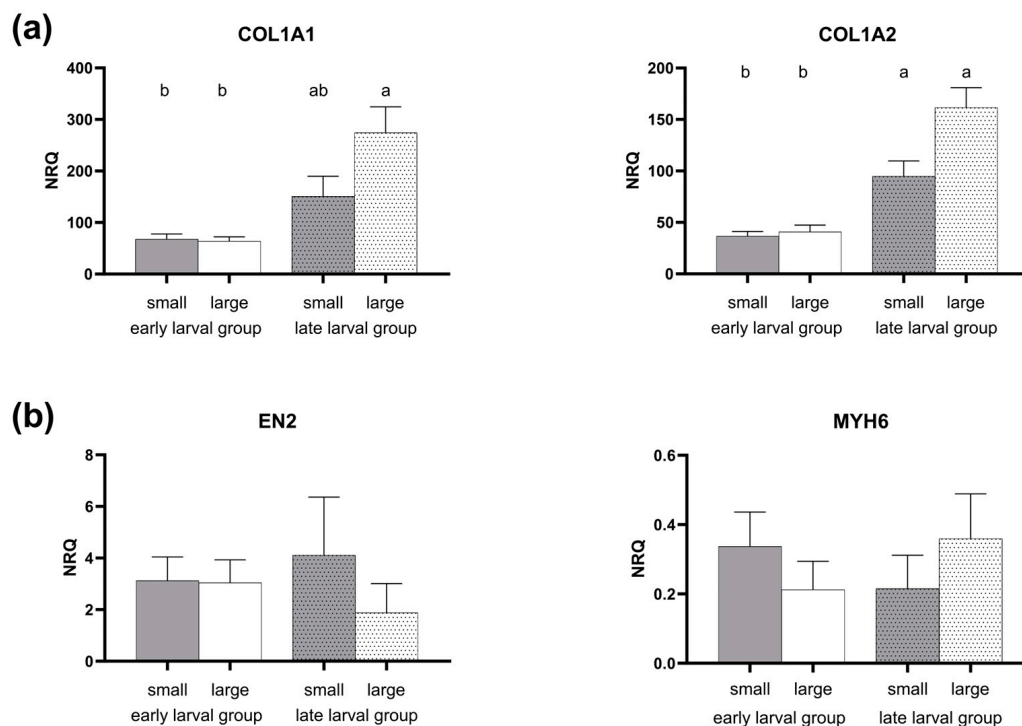 (a)
COL1A1
COL1A2
400
300
200
100
0
NRQ
b
b
ab
a
small
large
small
large
early larval group
late larval group
200
150
100
50
0
NRQ
b
b
a
a
small
large
small
large
early larval group
late larval group
(b)
EN2
MYH6
8
6
4
2
0
NRQ
small
large
small
large
early larval group
late larval group
0.6
0.4
0.2
0.0
NRQ
small
large
small
large
early larval group
late larval group